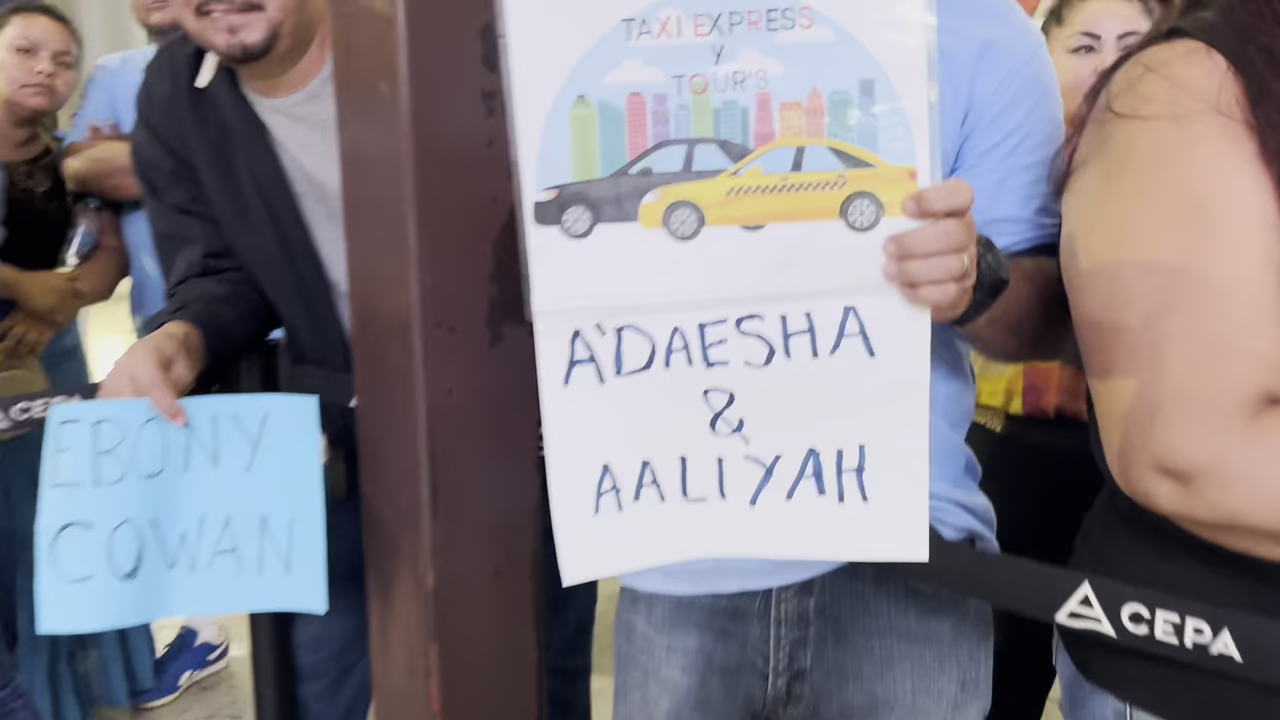 TAXI EXPRESS
y
TOUR'S
A'DAESHA
&
AALIYAH
EBONY
COWAN
CEPA
CEPA